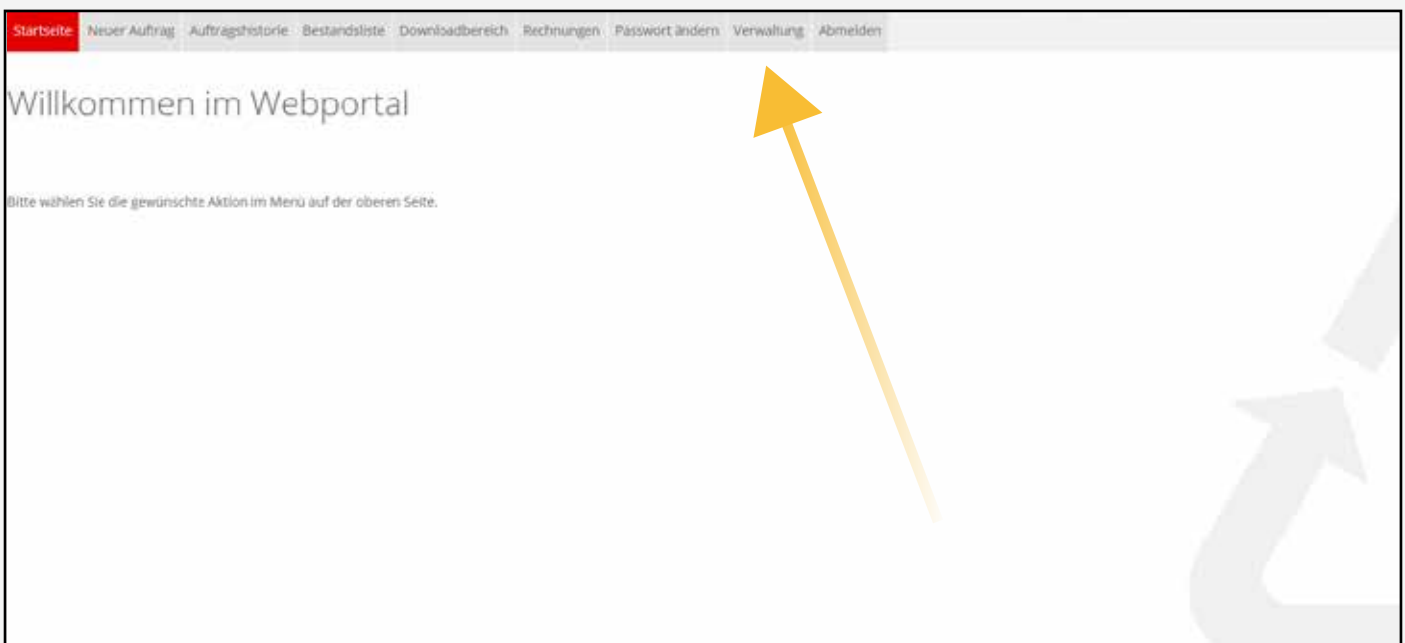 Startseite Neuer Auftrag Auftragshistorie Bestandsliste Downloadbereich Rechnungen Passwort ändern Verwaltung Abmelden
Willkommen im Webportal
Bitte wählen Sie die gewünschte Aktion im Menü auf der oberen Seite.